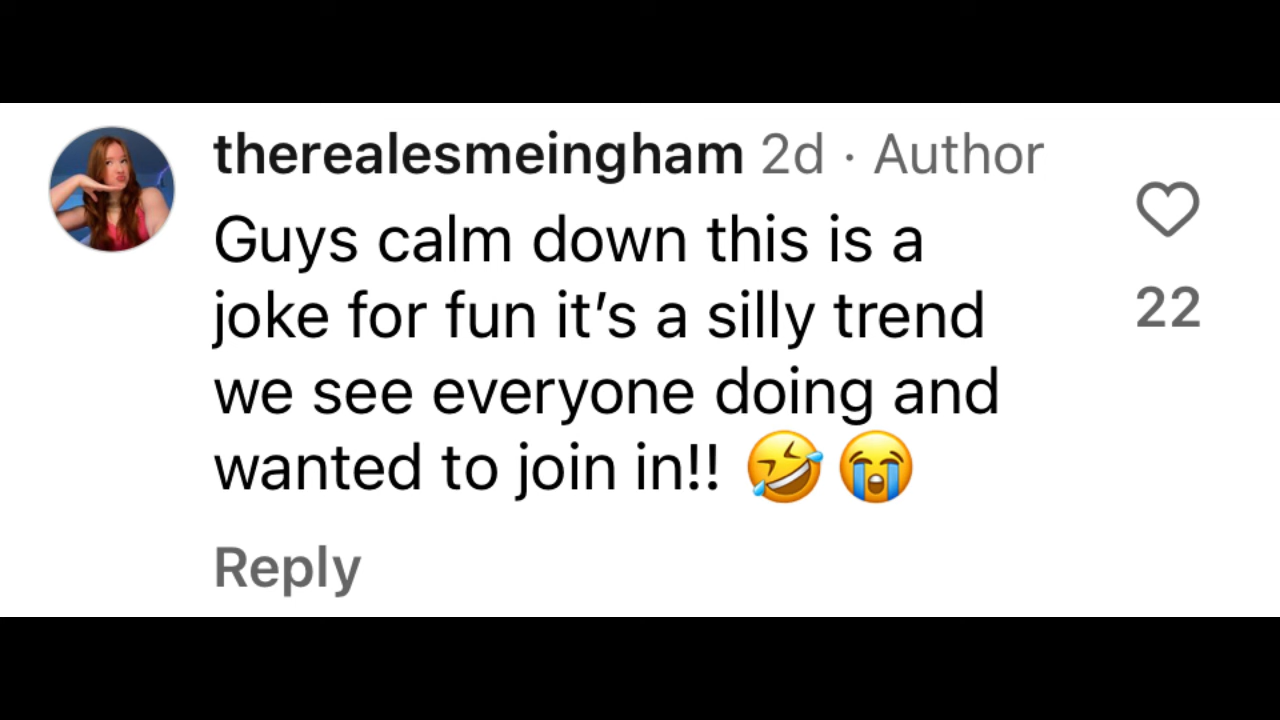 therealesmeingham 2d · Author
Guys calm down this is a
joke for fun it’s a silly trend
we see everyone doing and
wanted to join in!! 🤣😭
22
Reply